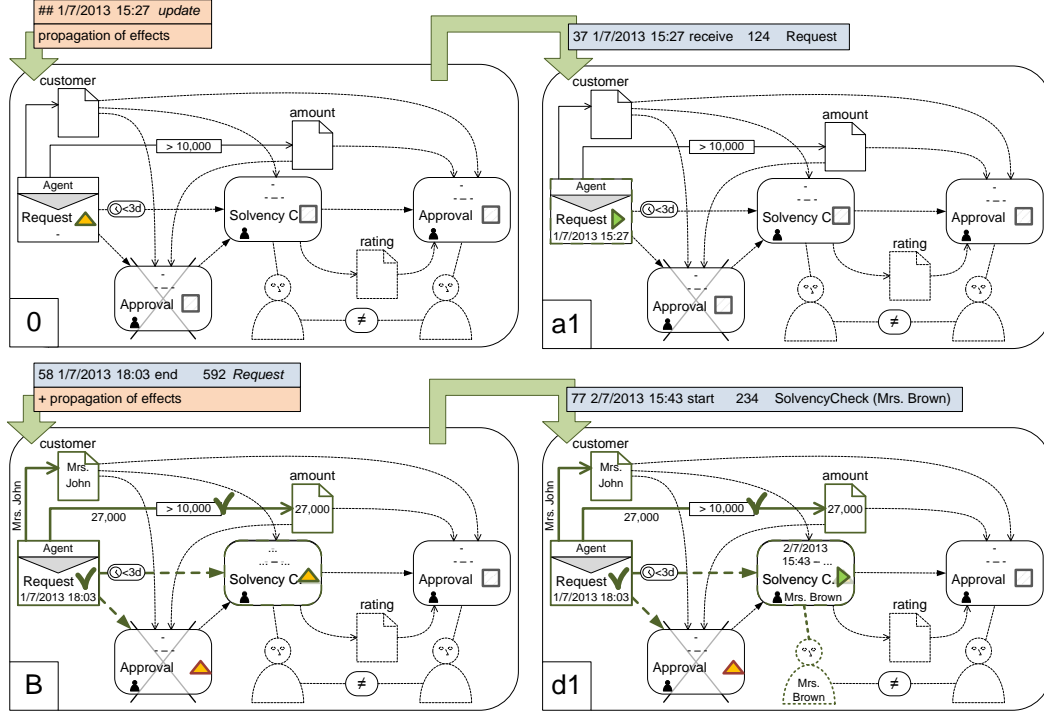 ## 1/7/2013 15:27 update
propagation of effects
customer
amount
> 10,000
Agent
Request
-
<3d
-
-.--.-
Solvency C
-
-.--.-
Approval
rating
-
-.--.-
Approval
≠
0
37 1/7/2013 15:27 receive 124 Request
customer
amount
> 10,000
Agent
Request
1/7/2013 15:27
<3d
-
-.--.-
Solvency C
-
-.--.-
Approval
rating
-
-.--.-
Approval
≠
a1
58 1/7/2013 18:03 end 592 Request
+ propagation of effects
customer
Mrs.
John
Mrs. John
amount
> 10,000
27,000
27,000
Agent
Request
1/7/2013 18:03
<3d
...
... – ...
Solvency C
-
-.--.-
Approval
rating
-
-.--.-
Approval
≠
B
77 2/7/2013 15:43 start 234 SolvencyCheck (Mrs. Brown)
customer
Mrs.
John
Mrs. John
amount
> 10,000
27,000
27,000
Agent
Request
1/7/2013 18:03
<3d
2/7/2013
15:43 – ...
Solvency C.
Mrs. Brown
-
-.--.-
Approval
rating
-
-.--.-
Approval
Mrs.
Brown
≠
d1